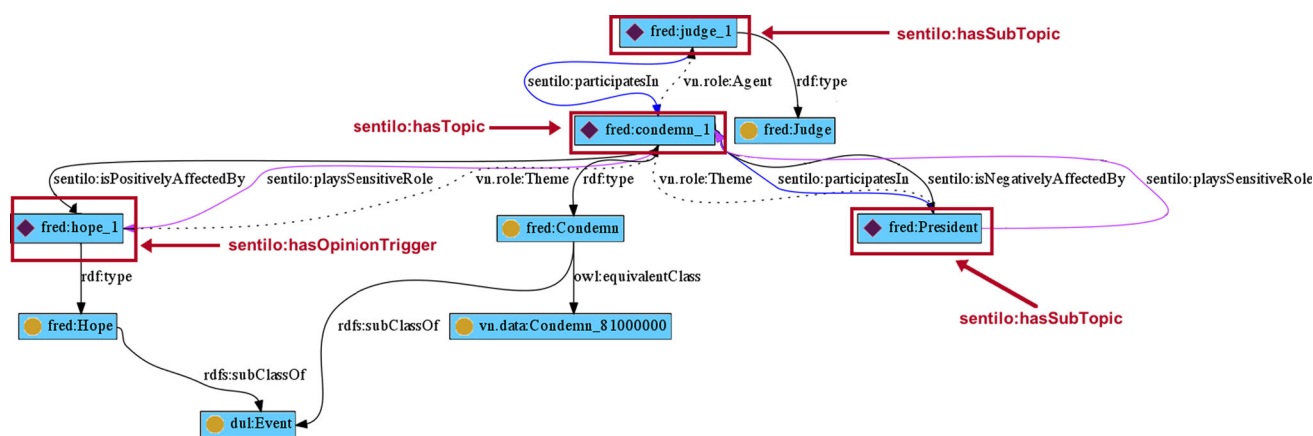 fred:judge_1
sentilo:hasSubTopic
sentilo:participatesIn
vn.role:Agent
rdf:type
sentilo:hasTopic
fred:condemn_1
fred:Judge
sentilo:isPositivelyAffectedBy
sentilo:playsSensitiveRole
vn.role:Theme
rdf:type
vn.role:Theme
sentilo:participatesIn
sentilo:isNegativelyAffectedBy
sentilo:playsSensitiveRole
fred:hope_1
sentilo:hasOpinionTrigger
fred:Condemn
fred:President
rdf:type
owl:equivalentClass
sentilo:hasSubTopic
fred:Hope
rdfs:subClassOf
vn.data:Condemn_81000000
rdfs:subClassOf
dul:Event